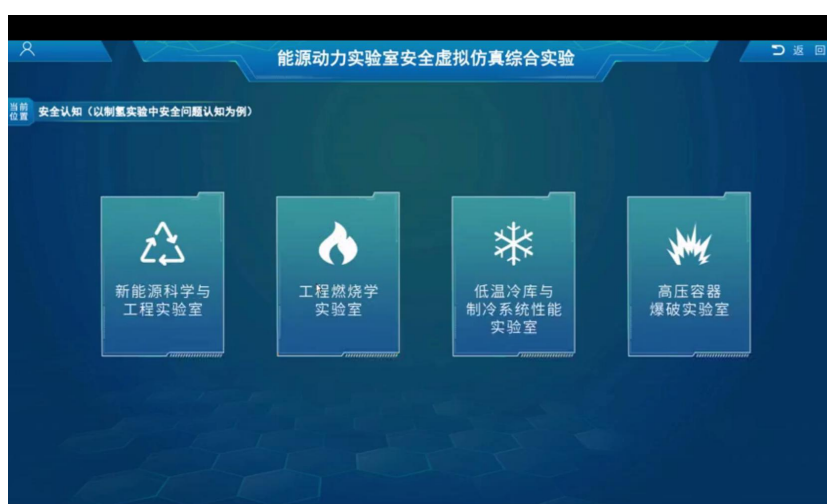 能源动力实验室安全虚拟仿真综合实验
返 回
当前
位置
安全认知（以制氢实验中安全问题认知为例）
新能源科学与
工程实验室
工程燃烧学
实验室
低温冷库与
制冷系统性能
实验室
高压容器
爆破实验室